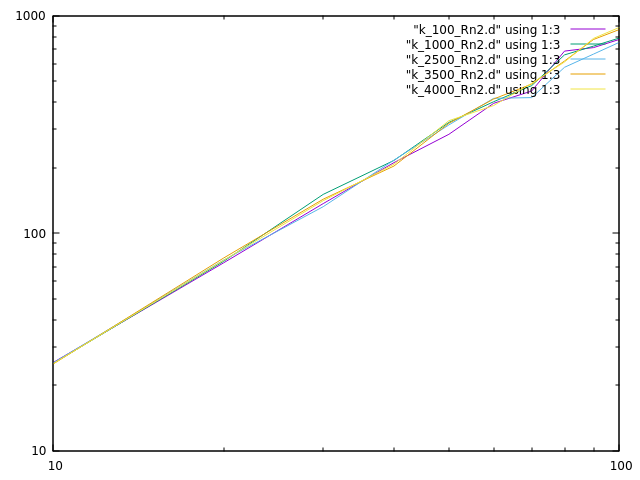 1000
"k_100_Rn2.d" using 1:3
"k_1000_Rn2.d" using 1:3
"k_2500_Rn2.d" using 1:3
"k_3500_Rn2.d" using 1:3
"k_4000_Rn2.d" using 1:3
100
10
10 100